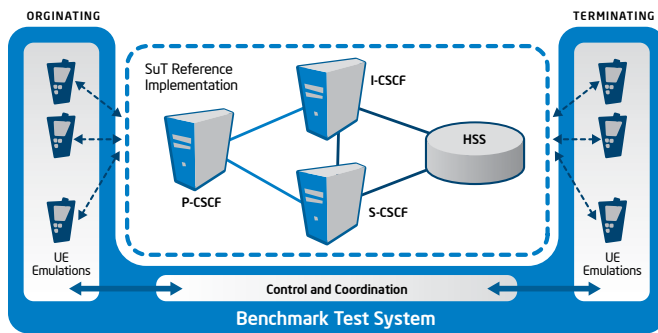 ORGINATING
TERMINATING
SuT Reference
Implementation
I-CSCF
HSS
P-CSCF
S-CSCF
UE
Emulations
UE
Emulations
Control and Coordination
Benchmark Test System